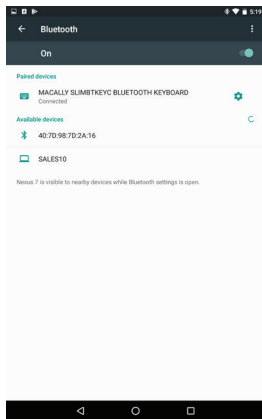 5:19
Bluetooth
On
Paired devices
MACALLY SLIMBTKEYC BLUETOOTH KEYBOARD
Connected
Available devices
40:7D:98:7D:2A:16
SALES10
Nexus 7 is visible to nearby devices while Bluetooth settings is open.